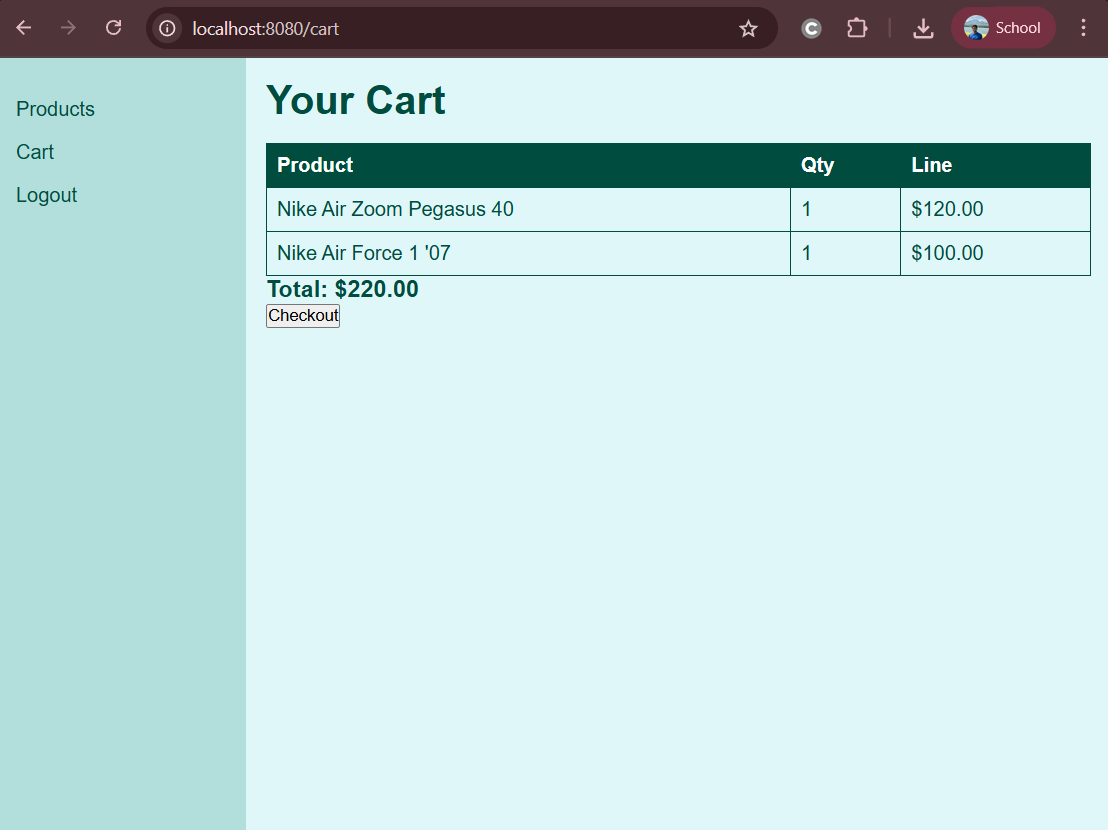 localhost:8080/cart
C
School
Products
Cart
Logout
Your Cart
Product Qty Line
Nike Air Zoom Pegasus 40 1 $120.00
Nike Air Force 1 '07 1 $100.00
Total: $220.00
Checkout